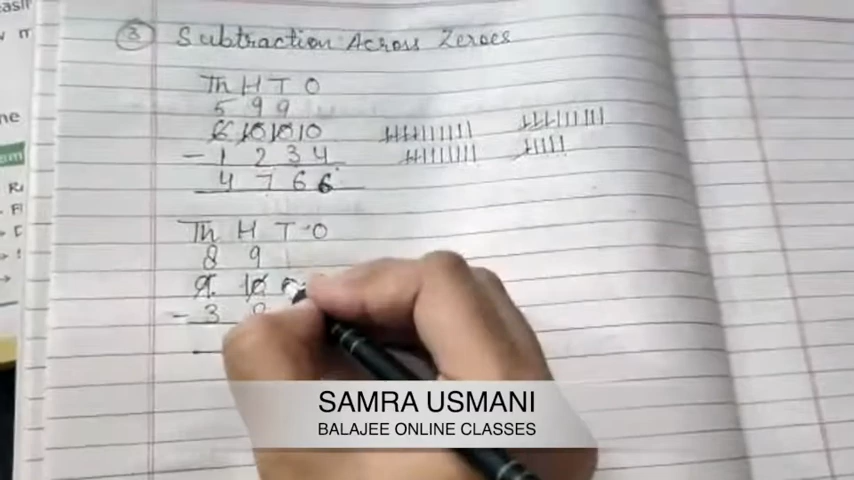 ③ Subtraction Across Zeroes
Th H T O
5 9 9
6 10 10 10
- 1 2 3 4
4 7 6 6
Th H T O
8 9
9 10
- 3
SAMRA USMANI
BALAJEE ONLINE CLASSES